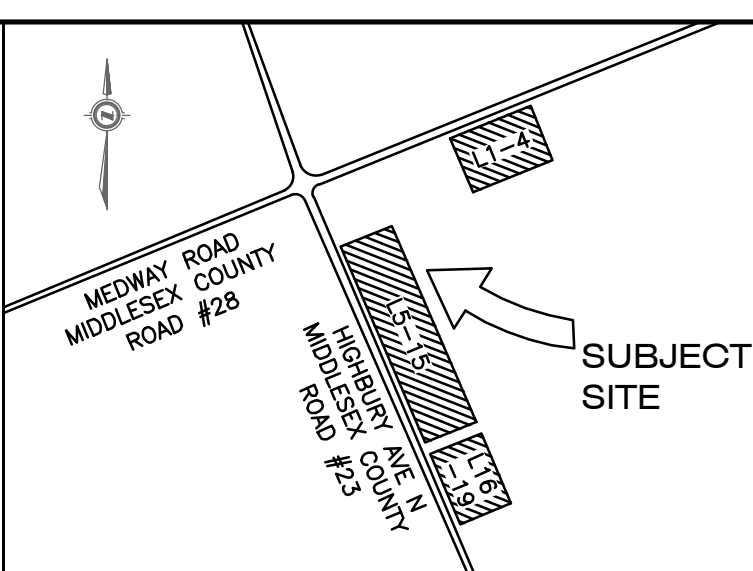 N
L1-4
MEDWAY ROAD
MIDDLESEX COUNTY
ROAD #28
L5-15
HIGHBURY AVE N
MIDDLESEX COUNTY
ROAD #23
L16
-19
SUBJECT
SITE